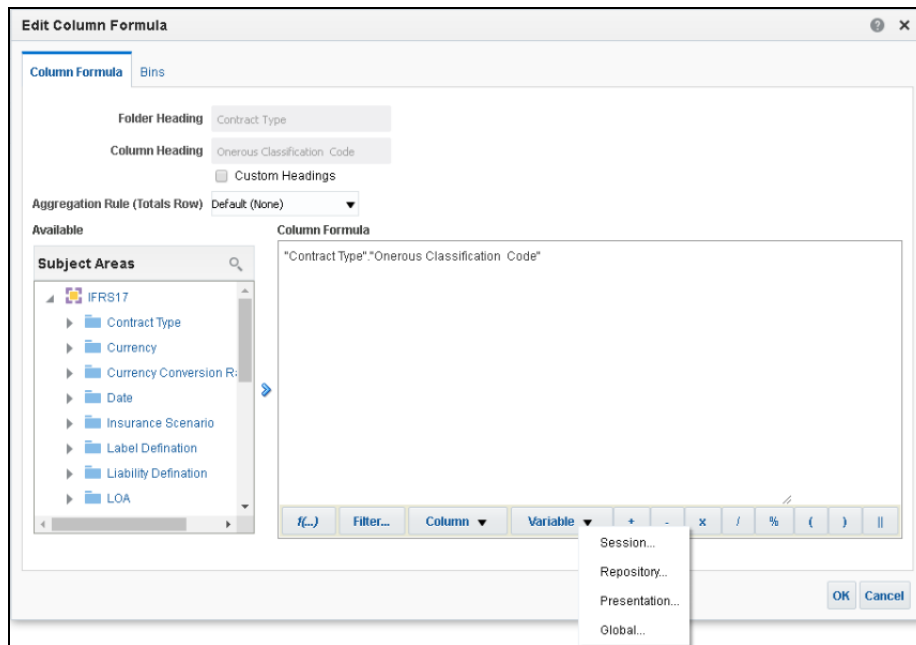 Edit Column Formula
Column Formula
Bins
Folder Heading
Contract Type
Column Heading
Onerous Classification Code
Custom Headings
Aggregation Rule (Totals Row)
Default (None)
Available
Column Formula
Subject Areas
"Contract Type"."Onerous Classification Code"
IFRS17
Contract Type
Currency
Currency Conversion Ra
Date
Insurance Scenario
Label Defination
Liability Defination
LOA
f(...)
Filter...
Column
Variable
+
-
x
/
%
(
)
||
Session...
Repository...
Presentation...
Global...
OK
Cancel